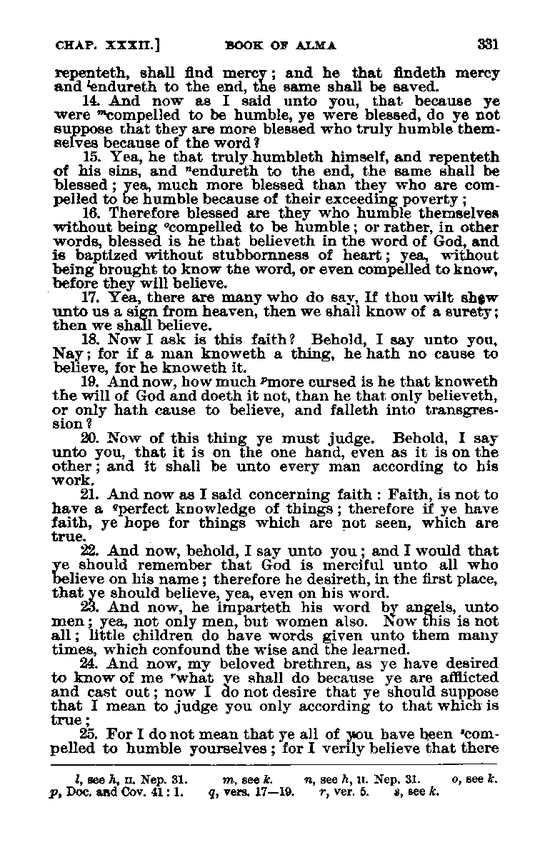 CHAP. XXXII.] BOOK OF ALMA 331
repenteth, shall find mercy; and he that findeth mercy
and ˡendureth to the end, the same shall be saved.
14. And now as I said unto you, that because ye
were ᵐcompelled to be humble, ye were blessed, do ye not
suppose that they are more blessed who truly humble them-
selves because of the word?
15. Yea, he that truly humbleth himself, and repenteth
of his sins, and ⁿendureth to the end, the same shall be
blessed; yea, much more blessed than they who are com-
pelled to be humble because of their exceeding poverty;
16. Therefore blessed are they who humble themselves
without being ᵒcompelled to be humble; or rather, in other
words, blessed is he that believeth in the word of God, and
is baptized without stubbornness of heart; yea, without
being brought to know the word, or even compelled to know,
before they will believe.
17. Yea, there are many who do say, If thou wilt shew
unto us a sign from heaven, then we shall know of a surety;
then we shall believe.
18. Now I ask is this faith? Behold, I say unto you,
Nay; for if a man knoweth a thing, he hath no cause to
believe, for he knoweth it.
19. And now, how much ᵖmore cursed is he that knoweth
the will of God and doeth it not, than he that only believeth,
or only hath cause to believe, and falleth into transgres-
sion?
20. Now of this thing ye must judge. Behold, I say
unto you, that it is on the one hand, even as it is on the
other; and it shall be unto every man according to his
work.
21. And now as I said concerning faith: Faith, is not to
have a ᑫperfect knowledge of things; therefore if ye have
faith, ye hope for things which are not seen, which are
true.
22. And now, behold, I say unto you; and I would that
ye should remember that God is merciful unto all who
believe on his name; therefore he desireth, in the first place,
that ye should believe, yea, even on his word.
23. And now, he imparteth his word by angels, unto
men; yea, not only men, but women also. Now this is not
all; little children do have words given unto them many
times, which confound the wise and the learned.
24. And now, my beloved brethren, as ye have desired
to know of me ʳwhat ye shall do because ye are afflicted
and cast out; now I do not desire that ye should suppose
that I mean to judge you only according to that which is
true;
25. For I do not mean that ye all of you have been ˢcom-
pelled to humble yourselves; for I verily believe that there
l, see h, II. Nep. 31. m, see k. n, see h, II. Nep. 31. o, see k.
p, Doc. and Cov. 41: 1. q, vers. 17—19. r, ver. 5. s, see k.